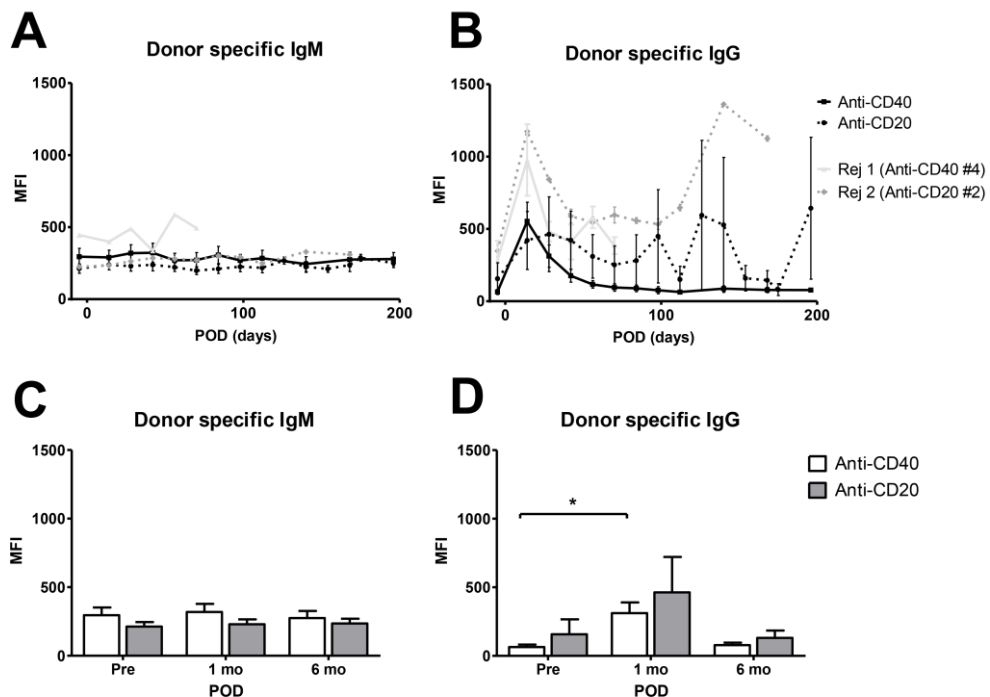 A
Donor specific IgM
1500
1000
500
0
MFI
0
100
200
POD (days)
B
Donor specific IgG
1500
1000
500
0
MFI
0
100
200
POD (days)
Anti-CD40
Anti-CD20
Rej 1 (Anti-CD40 #4)
Rej 2 (Anti-CD20 #2)
C
Donor specific IgM
1500
1000
500
0
MFI
Pre
1 mo
6 mo
POD
D
Donor specific IgG
1500
1000
500
0
MFI
*
Pre
1 mo
6 mo
POD
Anti-CD40
Anti-CD20